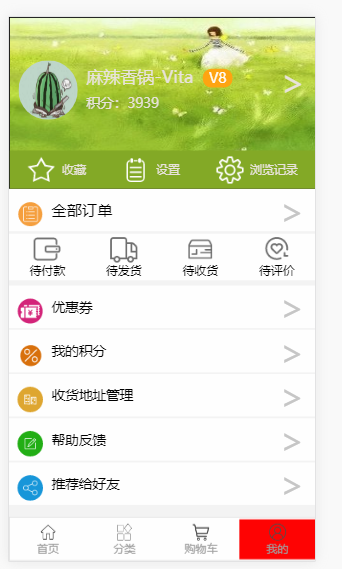 麻辣香锅-Vita V8
积分：3939
收藏 设置 浏览记录
全部订单
待付款 待发货 待收货 待评价
优惠券
我的积分
收货地址管理
帮助反馈
推荐给好友
首页 分类 购物车 我的